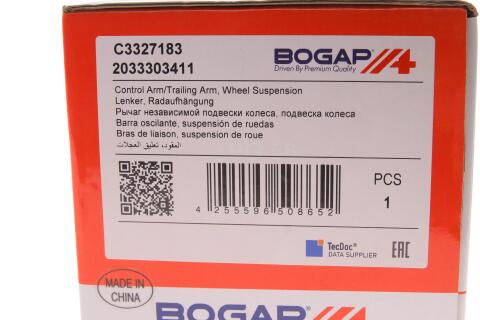 C3327183
2033303411
BOGAP
Driven By Premium Quality
Control Arm/Trailing Arm, Wheel Suspension
Lenker, Radaufhängung
Рычаг независимой подвески колеса, подвеска колеса
Barra oscilante, suspensión de ruedas
Bras de liaison, suspension de roue
المقود، تعليق العجلات
4 255596 508652
PCS
1
TecDoc®
DATA SUPPLIER
EAC
MADE IN
CHINA
BOGAP